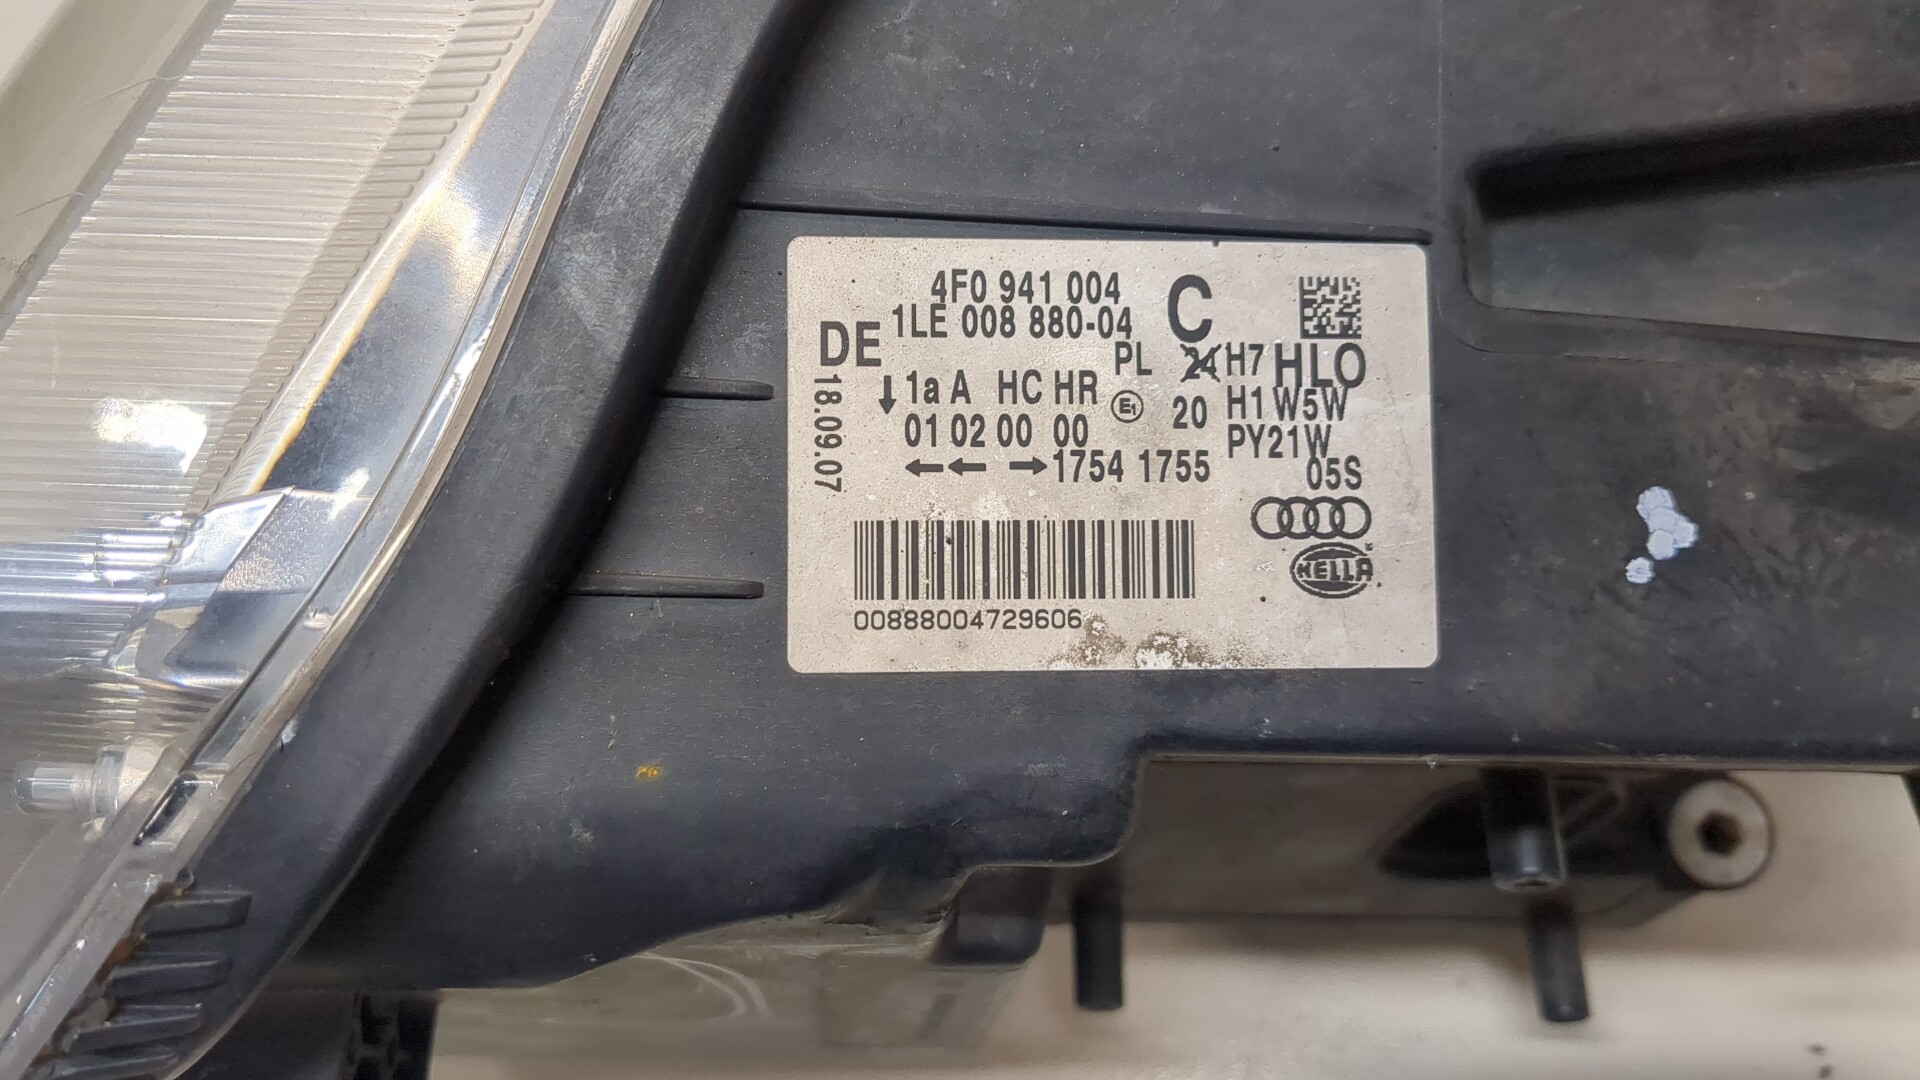 4F0 941 004 C
1LE 008 880-04
DE
PL 24 H7 HLO
1a A HC HR E1 20 H1 W5W
01 02 00 00 PY21W
1754 1755 05S
18.09.07
HELLA
00888004729606